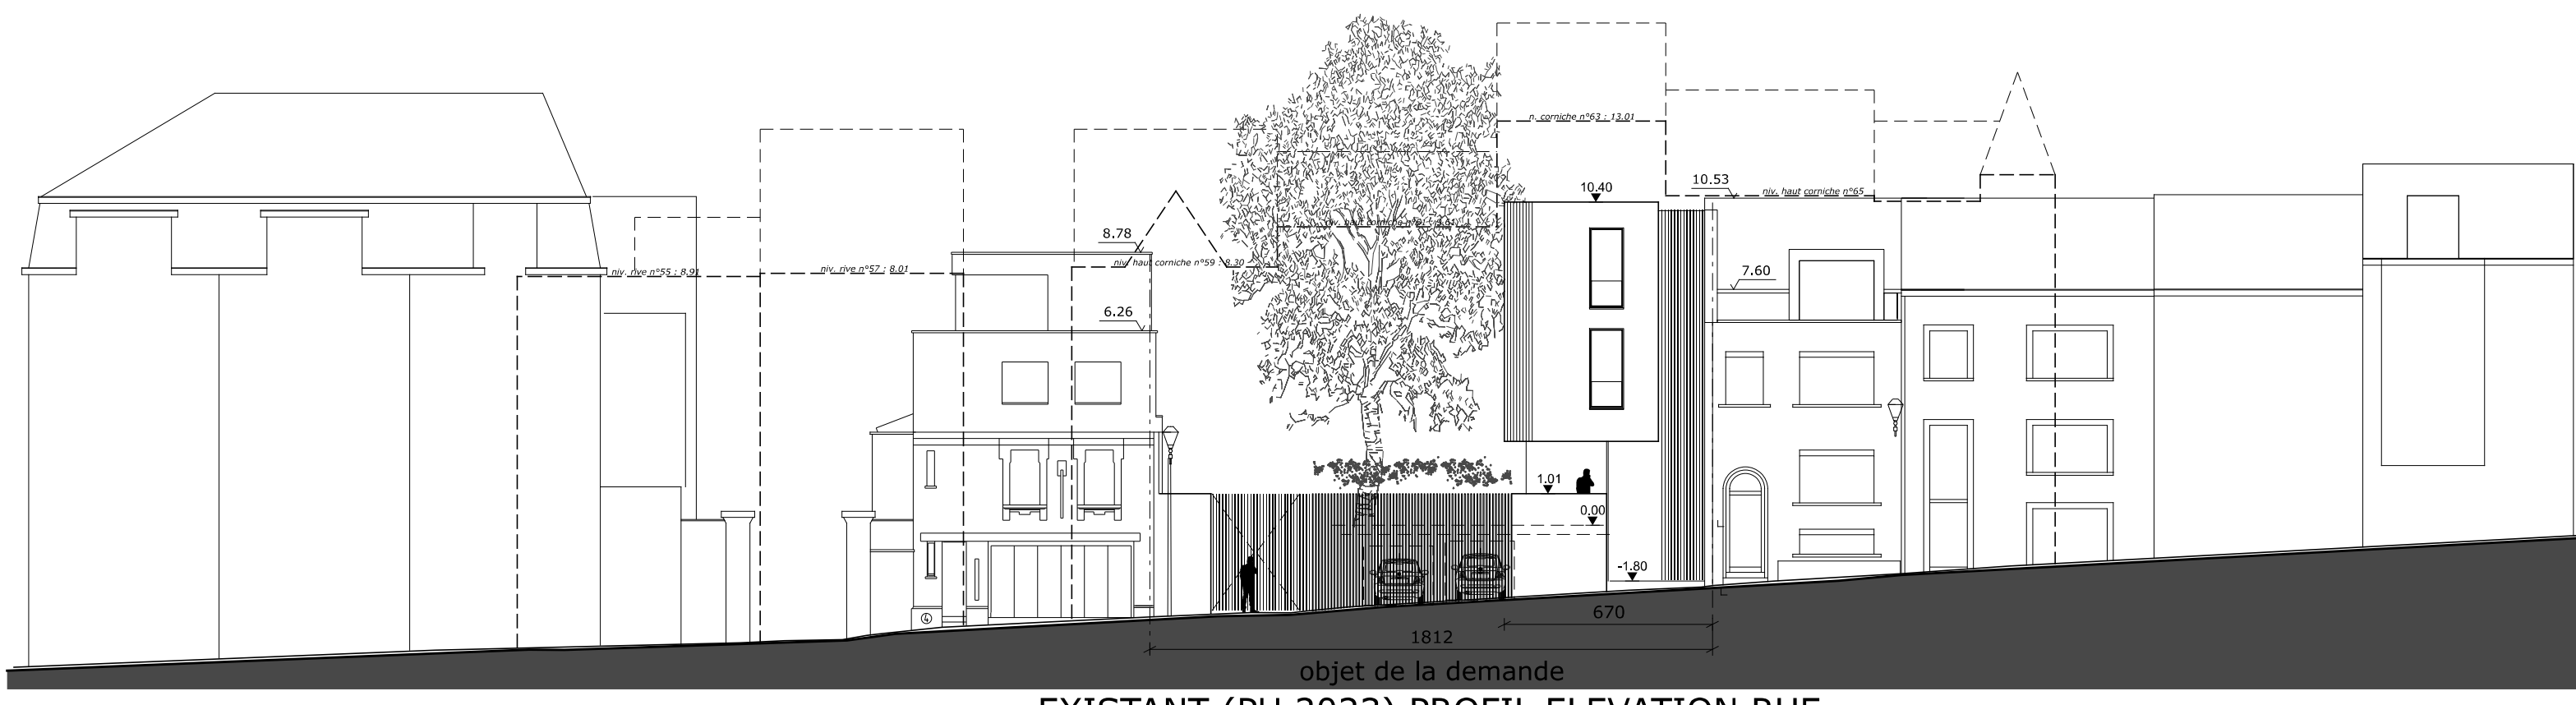 n. corniche n°63 : 13.01
10.40
10.53
niv. haut corniche n°65
8.78
niv. haut corniche n°59 : 8.30
niv. rive n°55 : 8.91
niv. rive n°57 : 8.01
7.60
6.26
1.01
0.00
-1.80
4
670
1812
objet de la demande